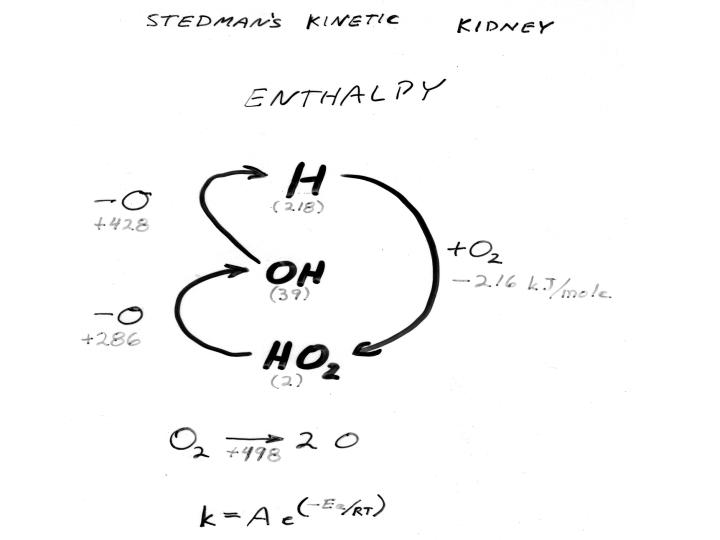 STEDMAN'S KINETIC KIDNEY
ENTHALPY
H
(218)
-O
+428
+O₂
-216 kJ/mole
OH
(39)
-O
+286
HO₂
(2)
O₂ → 2 O
+498
k = A e^(-Ea/RT)